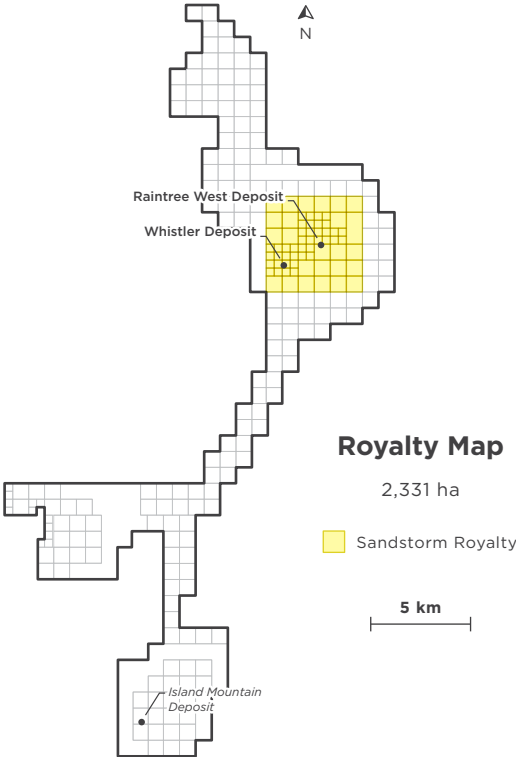 N
Raintree West Deposit
Whistler Deposit
Royalty Map
2,331 ha
Sandstorm Royalty
5 km
Island Mountain
Deposit